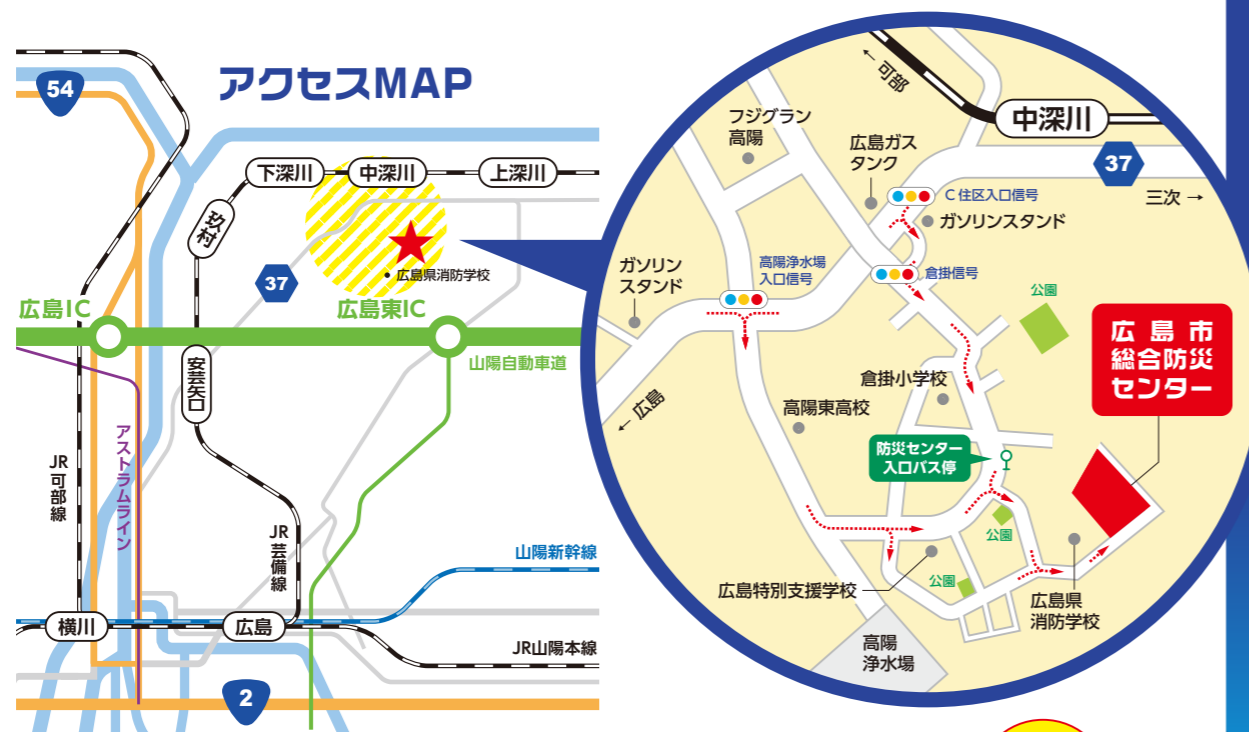 アクセスMAP
54
下深川
中深川
上深川
玖村
37
広島県消防学校
広島IC
広島東IC
山陽自動車道
安芸矢口
アストラムライン
JR可部線
JR芸備線
山陽新幹線
横川
広島
JR山陽本線
2
←可部
中深川
フジグラン
高陽
広島ガス
タンク
37
C住区入口信号
三次→
ガソリンスタンド
ガソリン
スタンド
高陽浄水場
入口信号
倉掛信号
公園
広島市
総合防災
センター
倉掛小学校
←広島
高陽東高校
防災センター
入口バス停
公園
広島特別支援学校
公園
広島県
消防学校
高陽
浄水場